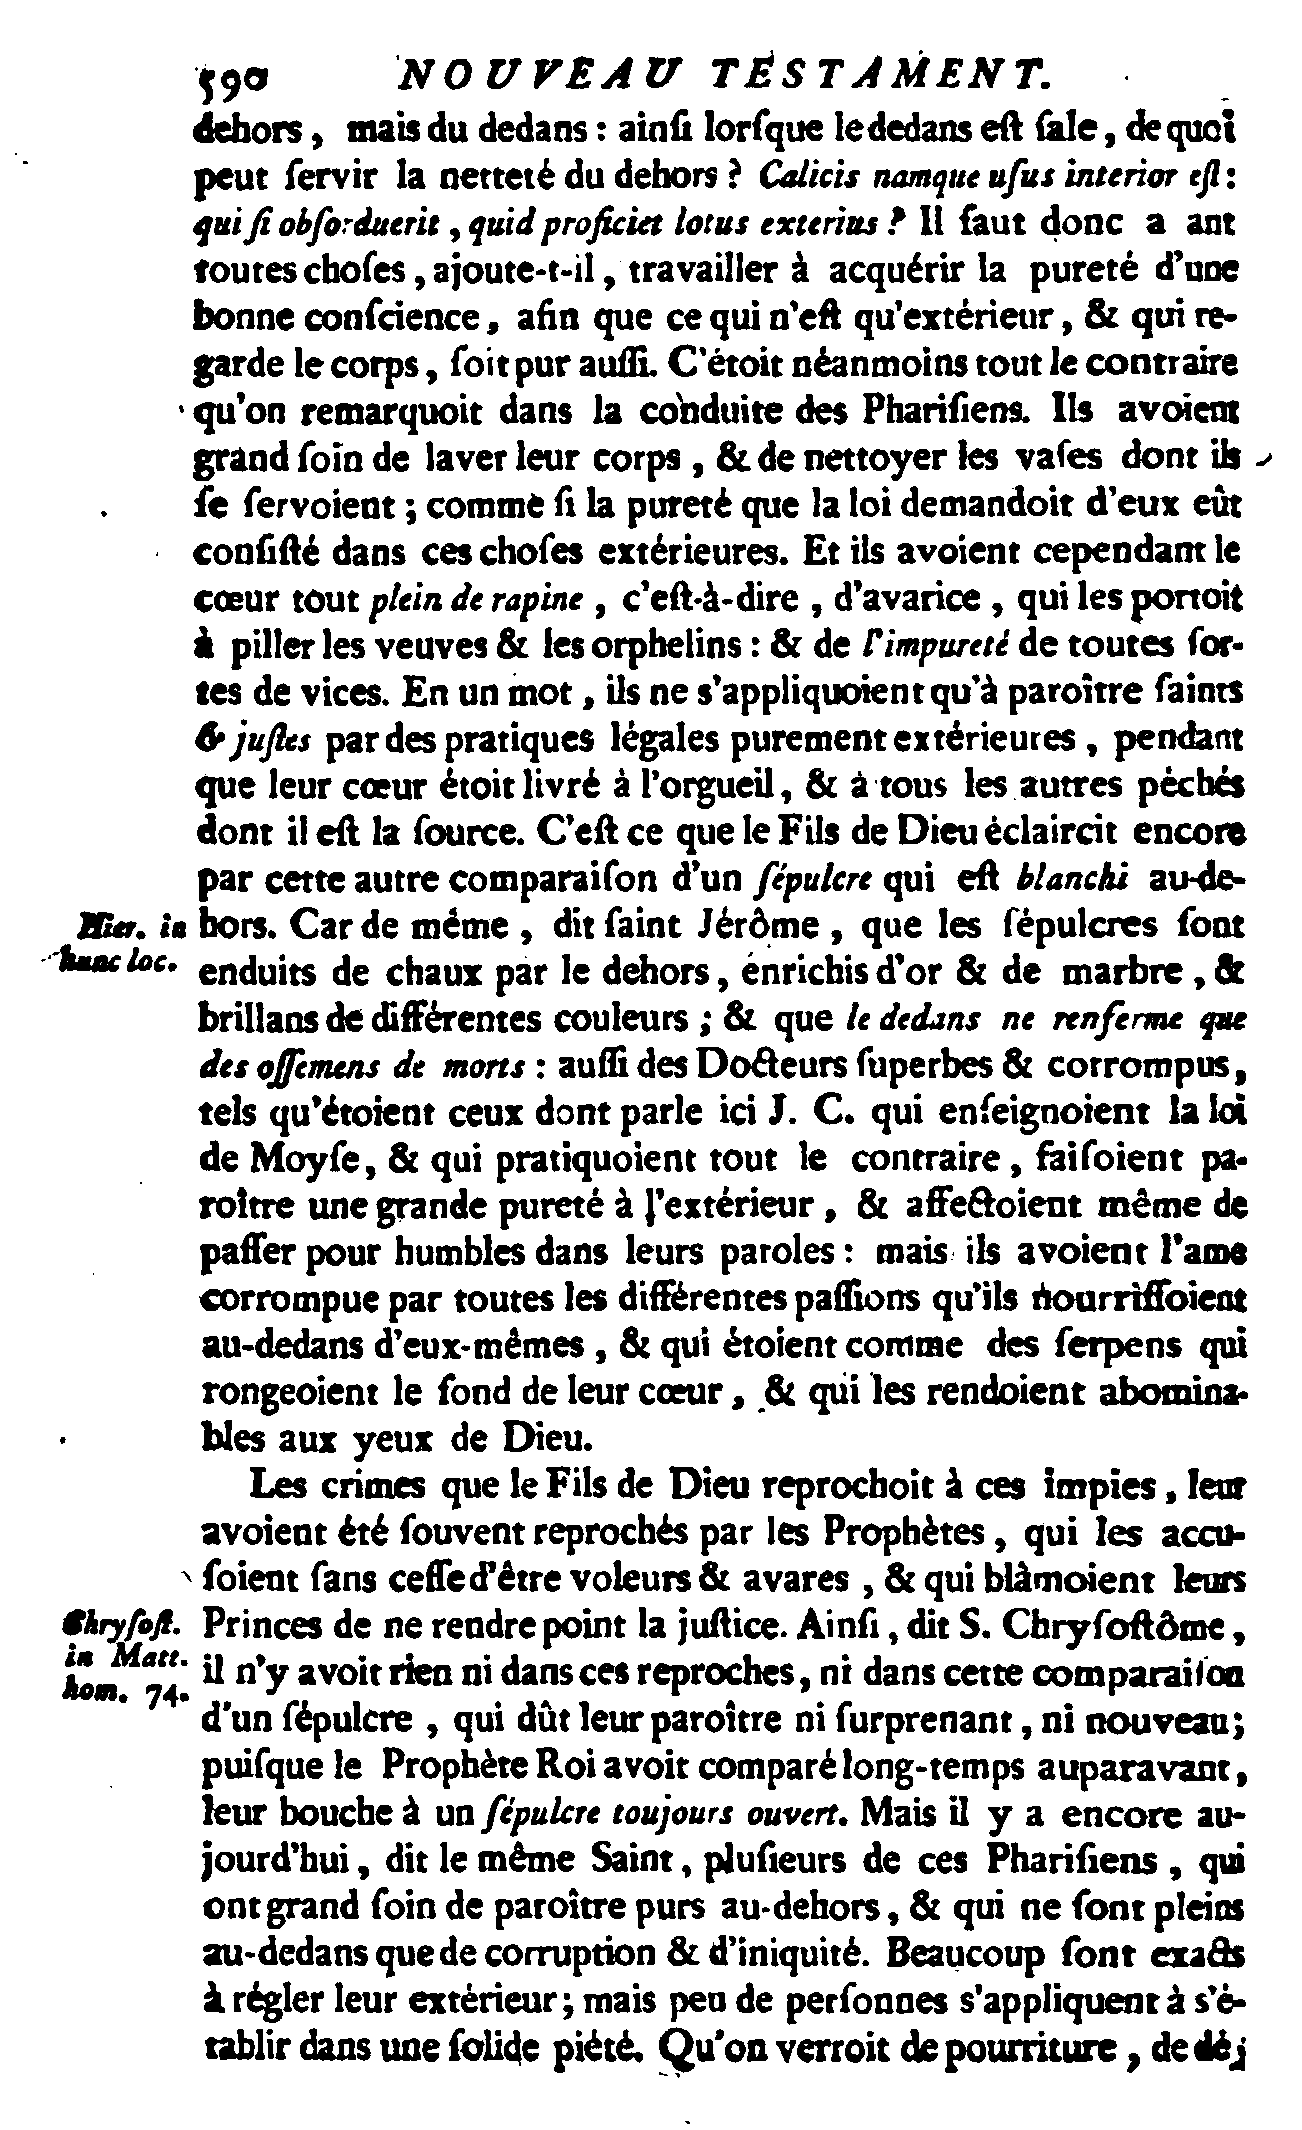 590 NOUVEAU TESTAMENT.
dehors, mais du dedans : ainſi lorſque le dedans eſt ſale, de quoi
peut ſervir la netteté du dehors ? Calicis namque uſus interior eſt :
qui ſi obſorduerit, quid proficiet lotus exterius ? Il faut donc a ant
toutes choſes, ajoute-t-il, travailler à acquérir la pureté d'une
bonne conſcience, afin que ce qui n'eſt qu'extérieur, & qui re-
garde le corps, ſoit pur auſſi. C'étoit néanmoins tout le contraire
qu'on remarquoit dans la conduite des Phariſiens. Ils avoient
grand ſoin de laver leur corps, & de nettoyer les vaſes dont ils
ſe ſervoient ; comme ſi la pureté que la loi demandoit d'eux eût
conſiſté dans ces choſes extérieures. Et ils avoient cependant le
cœur tout plein de rapine, c'eſt-à-dire, d'avarice, qui les portoit
à piller les veuves & les orphelins : & de l'impureté de toutes ſor-
tes de vices. En un mot, ils ne s'appliquoient qu'à paroître ſaints
& juſtes par des pratiques légales purement extérieures, pendant
que leur cœur étoit livré à l'orgueil, & à tous les autres péchés
dont il eſt la ſource. C'eſt ce que le Fils de Dieu éclaircit encore
par cette autre comparaiſon d'un ſépulcre qui eſt blanchi au-de-
Hier. in
hunc loc.
hors. Car de même, dit ſaint Jérôme, que les ſépulcres ſont
enduits de chaux par le dehors, enrichis d'or & de marbre, &
brillans de différentes couleurs ; & que le dedans ne renferme que
des oſſemens de morts : auſſi des Docteurs ſuperbes & corrompus,
tels qu'étoient ceux dont parle ici J. C. qui enſeignoient la loi
de Moyſe, & qui pratiquoient tout le contraire, faiſoient pa-
roître une grande pureté à l'extérieur, & affectoient même de
paſſer pour humbles dans leurs paroles : mais ils avoient l'ame
corrompue par toutes les différentes paſſions qu'ils nourriſſoient
au-dedans d'eux-mêmes, & qui étoient comme des ſerpens qui
rongeoient le fond de leur cœur, & qui les rendoient abomina-
bles aux yeux de Dieu.
Les crimes que le Fils de Dieu reprochoit à ces impies, leur
avoient été ſouvent reprochés par les Prophètes, qui les accu-
ſoient ſans ceſſe d'être voleurs & avares, & qui blâmoient leurs
Chryſoſt.
in Matt.
hom. 74.
Princes de ne rendre point la juſtice. Ainſi, dit S. Chryſoſtôme,
il n'y avoit rien ni dans ces reproches, ni dans cette comparaiſon
d'un ſépulcre, qui dût leur paroître ni ſurprenant, ni nouveau ;
puiſque le Prophète Roi avoit comparé long-temps auparavant,
leur bouche à un ſépulcre toujours ouvert. Mais il y a encore au-
jourd'hui, dit le même Saint, pluſieurs de ces Phariſiens, qui
ont grand ſoin de paroître purs au-dehors, & qui ne ſont pleins
au-dedans que de corruption & d'iniquité. Beaucoup ſont exacts
à régler leur extérieur ; mais peu de perſonnes s'appliquent à s'é-
tablir dans une ſolide piété. Qu'on verroit de pourriture, de dé-